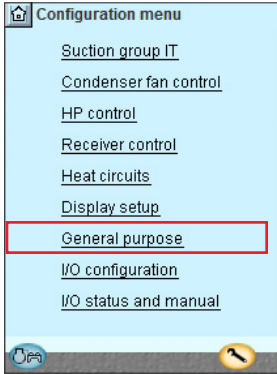 Configuration menu
Suction group IT
Condenser fan control
HP control
Receiver control
Heat circuits
Display setup
General purpose
I/O configuration
I/O status and manual